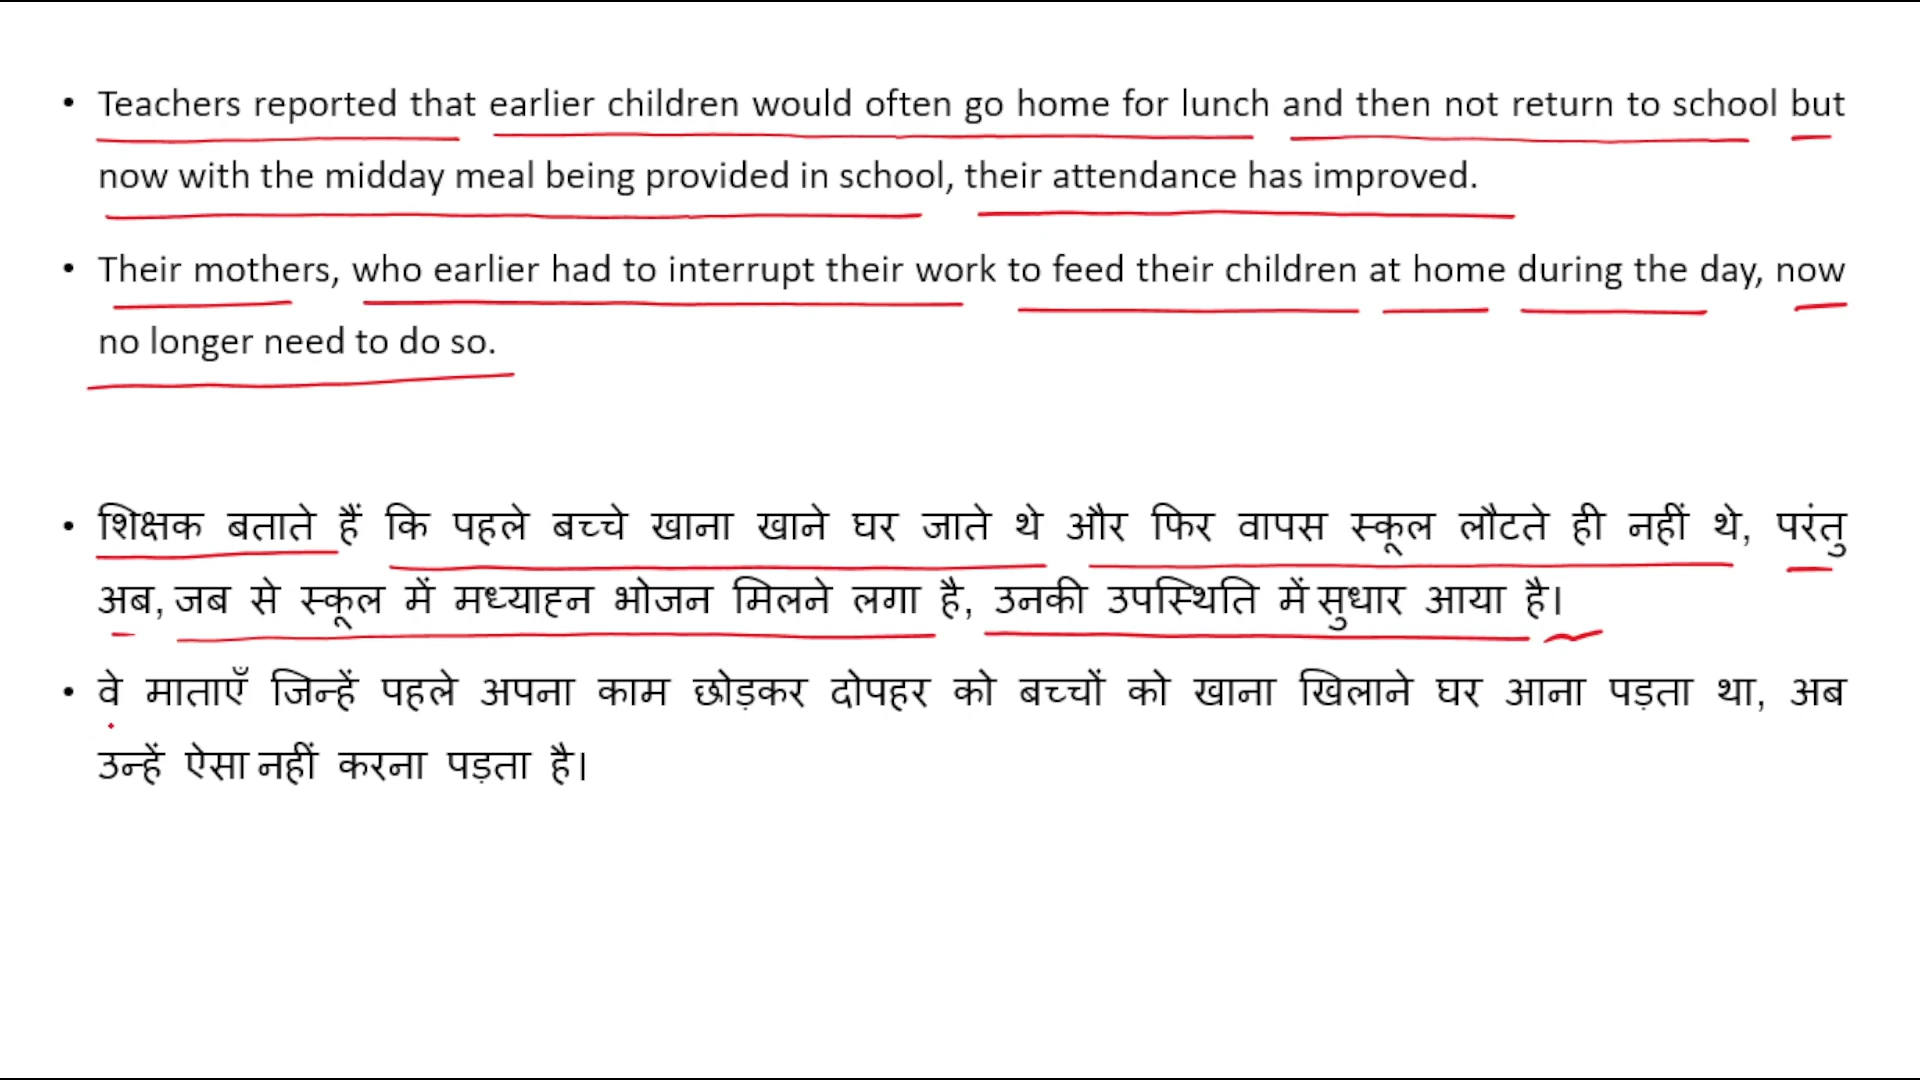 • Teachers reported that earlier children would often go home for lunch and then not return to school but
now with the midday meal being provided in school, their attendance has improved.
• Their mothers, who earlier had to interrupt their work to feed their children at home during the day, now
no longer need to do so.
• शिक्षक बताते हैं कि पहले बच्चे खाना खाने घर जाते थे और फिर वापस स्कूल लौटते ही नहीं थे, परंतु
अब, जब से स्कूल में मध्याह्न भोजन मिलने लगा है, उनकी उपस्थिति में सुधार आया है।
• वे माताएँ जिन्हें पहले अपना काम छोड़कर दोपहर को बच्चों को खाना खिलाने घर आना पड़ता था, अब
उन्हें ऐसा नहीं करना पड़ता है।